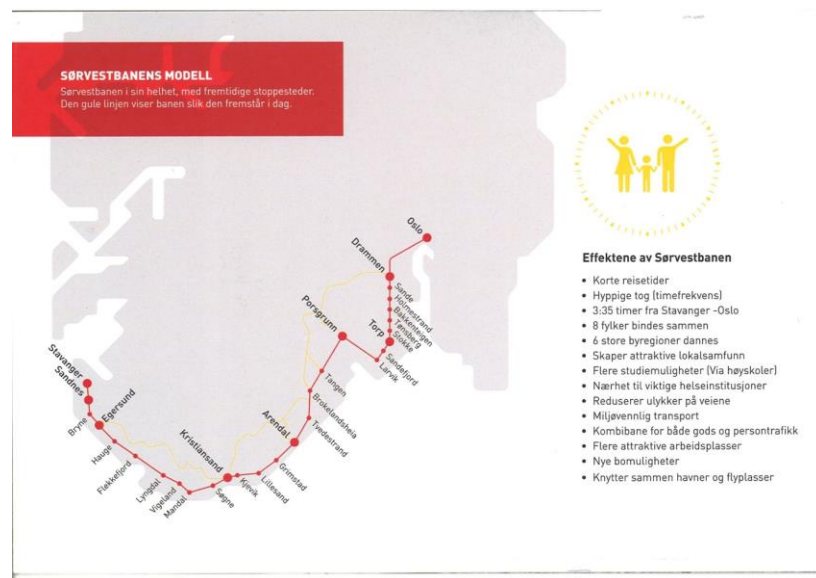 SØRVESTBANENS MODELL
Sørvestbanen i sin helhet, med fremtidige stoppesteder.
Den gule linjen viser banen slik den fremstår i dag.
Oslo
Drammen
Sande
Holmestrand
Bakkenteigen
Tønsberg
Stokke
Torp
Sandefjord
Larvik
Porsgrunn
Tangen
Brokelandsheia
Tvedestrand
Arendal
Grimstad
Lillesand
Kjevik
Kristiansand
Søgne
Mandal
Vigeland
Lyngdal
Flekkefjord
Hauge
Egersund
Bryne
Sandnes
Stavanger
Effektene av Sørvestbanen
• Korte reisetider
• Hyppige tog (timefrekvens)
• 3:35 timer fra Stavanger -Oslo
• 8 fylker bindes sammen
• 6 store byregioner dannes
• Skaper attraktive lokalsamfunn
• Flere studiemuligheter (Via høyskoler)
• Nærhet til viktige helseinstitusjoner
• Reduserer ulykker på veiene
• Miljøvennlig transport
• Kombibane for både gods og persontrafikk
• Flere attraktive arbeidsplasser
• Nye bomuligheter
• Knytter sammen havner og flyplasser